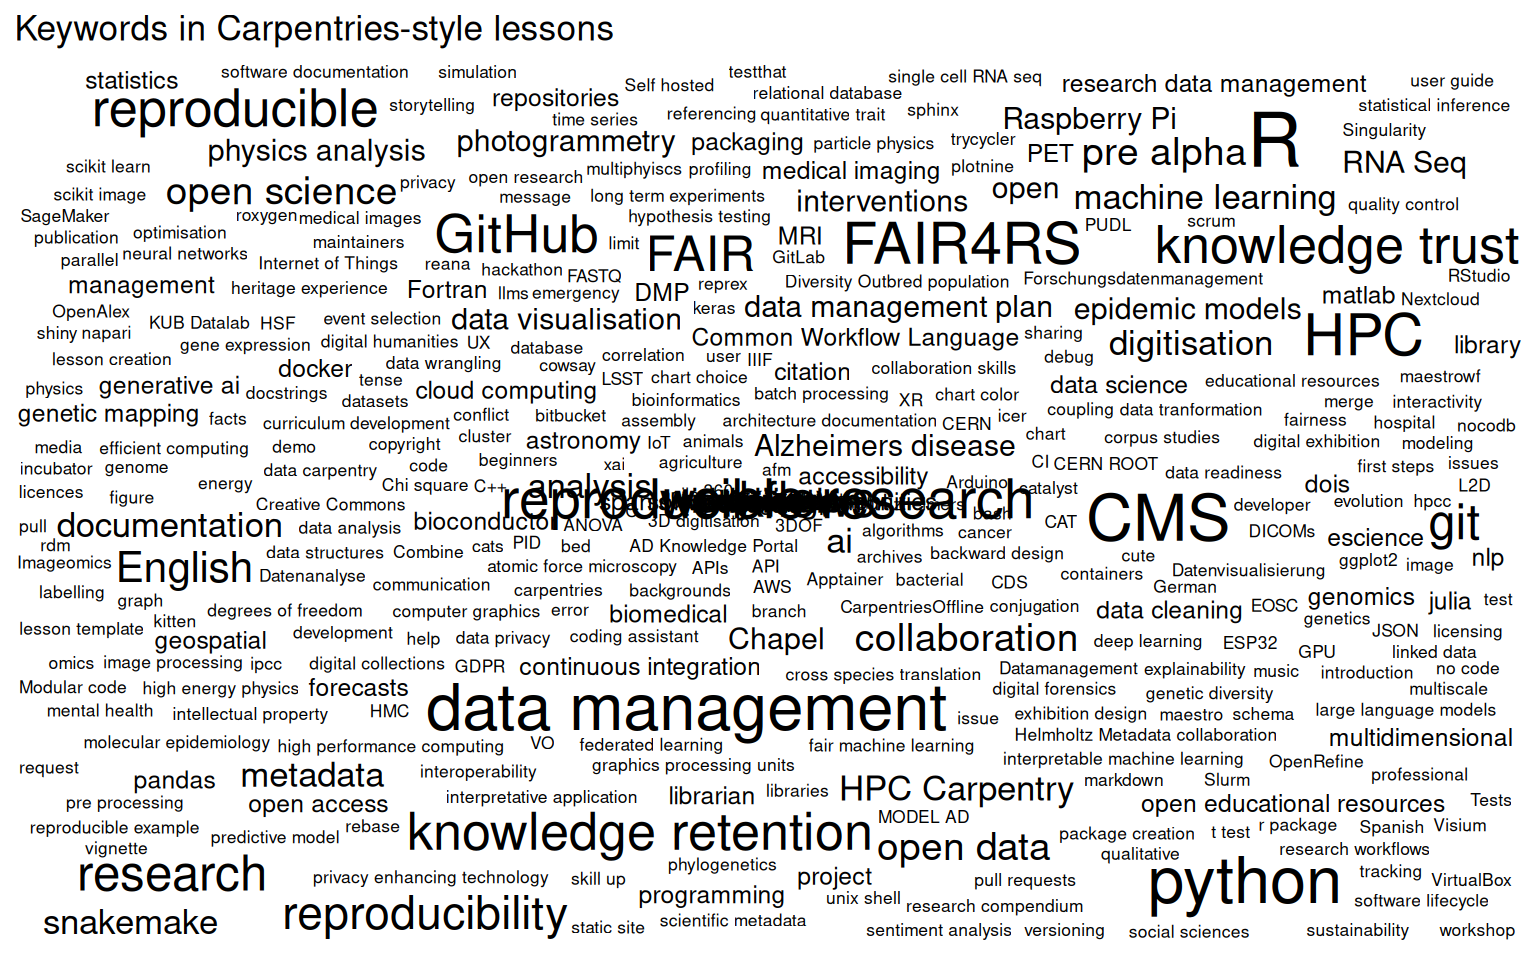 Keywords in Carpentries-style lessons
statistics software documentation simulation Self hosted testthat single cell RNA seq research data management user guide
reproducible storytelling repositories relational database statistical inference
time series referencing quantitative trait sphinx Raspberry Pi R Singularity
physics analysis photogrammetry packaging particle physics trycycler PET pre alpha RNA Seq
scikit learn multiphyiscs profiling medical imaging plotnine
scikit image open science privacy open research message long term experiments interventions open machine learning quality control
SageMaker roxygen medical images hypothesis testing PUDL scrum
publication optimisation maintainers GitHub limit FAIR MRI GitLab FAIR4RS knowledge trust
parallel neural networks Internet of Things reana hackathon FASTQ
management heritage experience Fortran llms emergency DMP reprex Diversity Outbred population Forschungsdatenmanagement RStudio
OpenAlex keras data management plan epidemic models matlab Nextcloud
shiny napari KUB Datalab HSF event selection data visualisation Common Workflow Language sharing digitisation HPC library
gene expression digital humanities UX database
lesson creation docker data wrangling cowsay correlation user IIIF citation collaboration skills debug
physics generative ai docstrings tense cloud computing LSST chart choice data science educational resources maestrowf
genetic mapping facts datasets bioinformatics batch processing XR chart color merge interactivity
curriculum development conflict bitbucket assembly architecture documentation CERN icer coupling data tranformation fairness hospital nocodb
media efficient computing demo copyright cluster astronomy IoT animals Alzheimers disease chart corpus studies digital exhibition modeling
incubator genome data carpentry code beginners xai agriculture afm accessibility CI CERN ROOT data readiness first steps issues
licences figure energy Chi square C++ analysis Arduino catalyst dois L2D
Creative Commons research CMS developer evolution hpcc
pull documentation data analysis bioconductor ANOVA 3D digitisation 3DOF algorithms cancer bash CAT DICOMs escience git
rdm data structures Combine cats PID bed AD Knowledge Portal ai archives backward design cute ggplot2 image nlp
Imageomics English Datenanalyse atomic force microscopy APIs API containers Datenvisualisierung
labelling graph communication carpentries backgrounds AWS Apptainer bacterial CDS German
kitten degrees of freedom computer graphics error biomedical branch CarpentriesOffline conjugation data cleaning EOSC genomics julia test
lesson template geospatial development help data privacy coding assistant Chapel collaboration deep learning ESP32 genetics JSON licensing
omics image processing ipcc digital collections GDPR continuous integration cross species translation GPU linked data
Modular code high energy physics forecasts Datamanagement explainability music introduction no code
mental health intellectual property HMC data management issue digital forensics genetic diversity multiscale
exhibition design maestro schema large language models
molecular epidemiology high performance computing VO federated learning fair machine learning Helmholtz Metadata collaboration multidimensional
request pandas metadata interoperability graphics processing units interpretable machine learning OpenRefine professional
pre processing open access interpretative application librarian libraries HPC Carpentry markdown Slurm open educational resources Tests
reproducible example predictive model rebase knowledge retention MODEL AD package creation t test r package Spanish Visium
vignette open data qualitative research workflows
research privacy enhancing technology skill up phylogenetics project pull requests python tracking VirtualBox
snakemake reproducibility static site programming scientific metadata unix shell research compendium software lifecycle
sentiment analysis versioning social sciences sustainability workshop